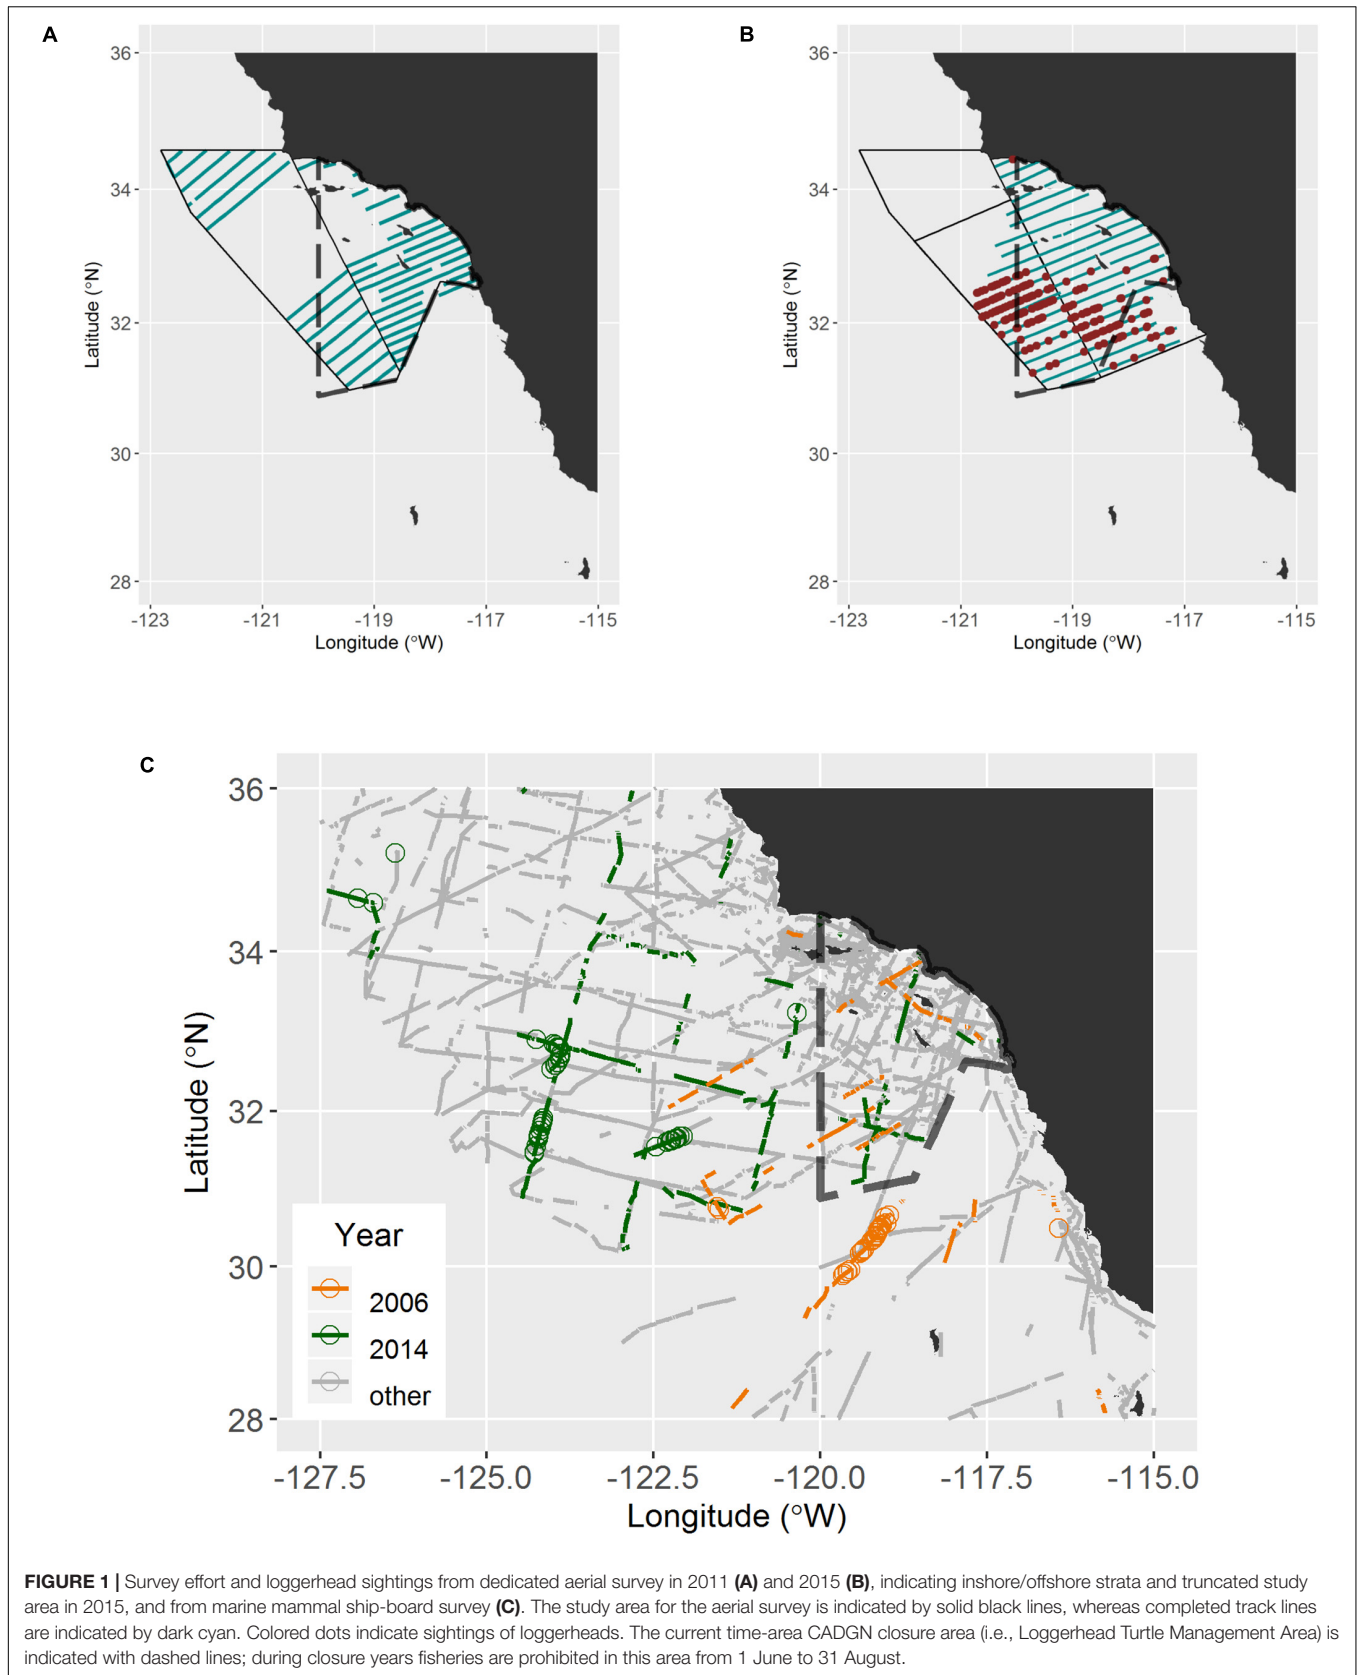 A
36
34
32
30
28
Latitude (°N)
-123
-121
-119
-117
-115
Longitude (°W)
B
36
34
32
30
28
Latitude (°N)
-123
-121
-119
-117
-115
Longitude (°W)
C
36
34
32
30
28
Latitude (°N)
Year
2006
2014
other
-127.5
-125.0
-122.5
-120.0
-117.5
-115.0
Longitude (°W)
FIGURE 1 | Survey effort and loggerhead sightings from dedicated aerial survey in 2011 (A) and 2015 (B), indicating inshore/offshore strata and truncated study
area in 2015, and from marine mammal ship-board survey (C). The study area for the aerial survey is indicated by solid black lines, whereas completed track lines
are indicated by dark cyan. Colored dots indicate sightings of loggerheads. The current time-area CADGN closure area (i.e., Loggerhead Turtle Management Area) is
indicated with dashed lines; during closure years fisheries are prohibited in this area from 1 June to 31 August.